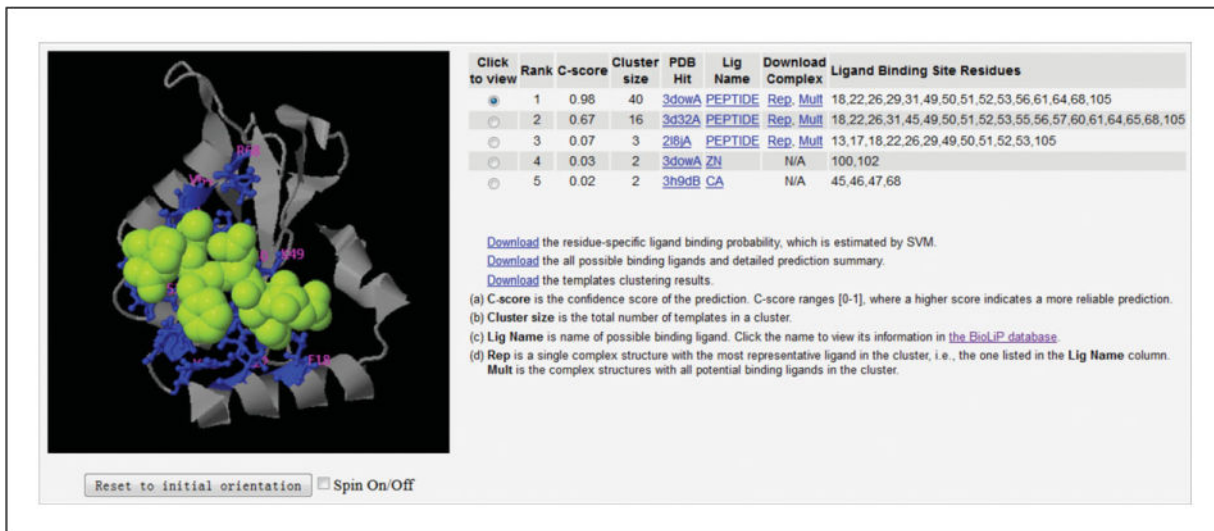 Click to view Rank C-score Cluster size PDB Hit Lig Name Download Complex Ligand Binding Site Residues
1 0.98 40 3dowA PEPTIDE Rep, Mult 18,22,26,29,31,49,50,51,52,53,56,61,64,68,105
2 0.67 16 3d32A PEPTIDE Rep, Mult 18,22,26,31,45,49,50,51,52,53,55,56,57,60,61,64,65,68,105
3 0.07 3 2l8jA PEPTIDE Rep, Mult 13,17,18,22,26,29,49,50,51,52,53,105
4 0.03 2 3dowA ZN N/A 100,102
5 0.02 2 3h9dB CA N/A 45,46,47,68
Download the residue-specific ligand binding probability, which is estimated by SVM.
Download the all possible binding ligands and detailed prediction summary.
Download the templates clustering results.
(a) C-score is the confidence score of the prediction. C-score ranges [0-1], where a higher score indicates a more reliable prediction.
(b) Cluster size is the total number of templates in a cluster.
(c) Lig Name is name of possible binding ligand. Click the name to view its information in the BioLiP database.
(d) Rep is a single complex structure with the most representative ligand in the cluster, i.e., the one listed in the Lig Name column.
Mult is the complex structures with all potential binding ligands in the cluster.
Reset to initial orientation Spin On/Off